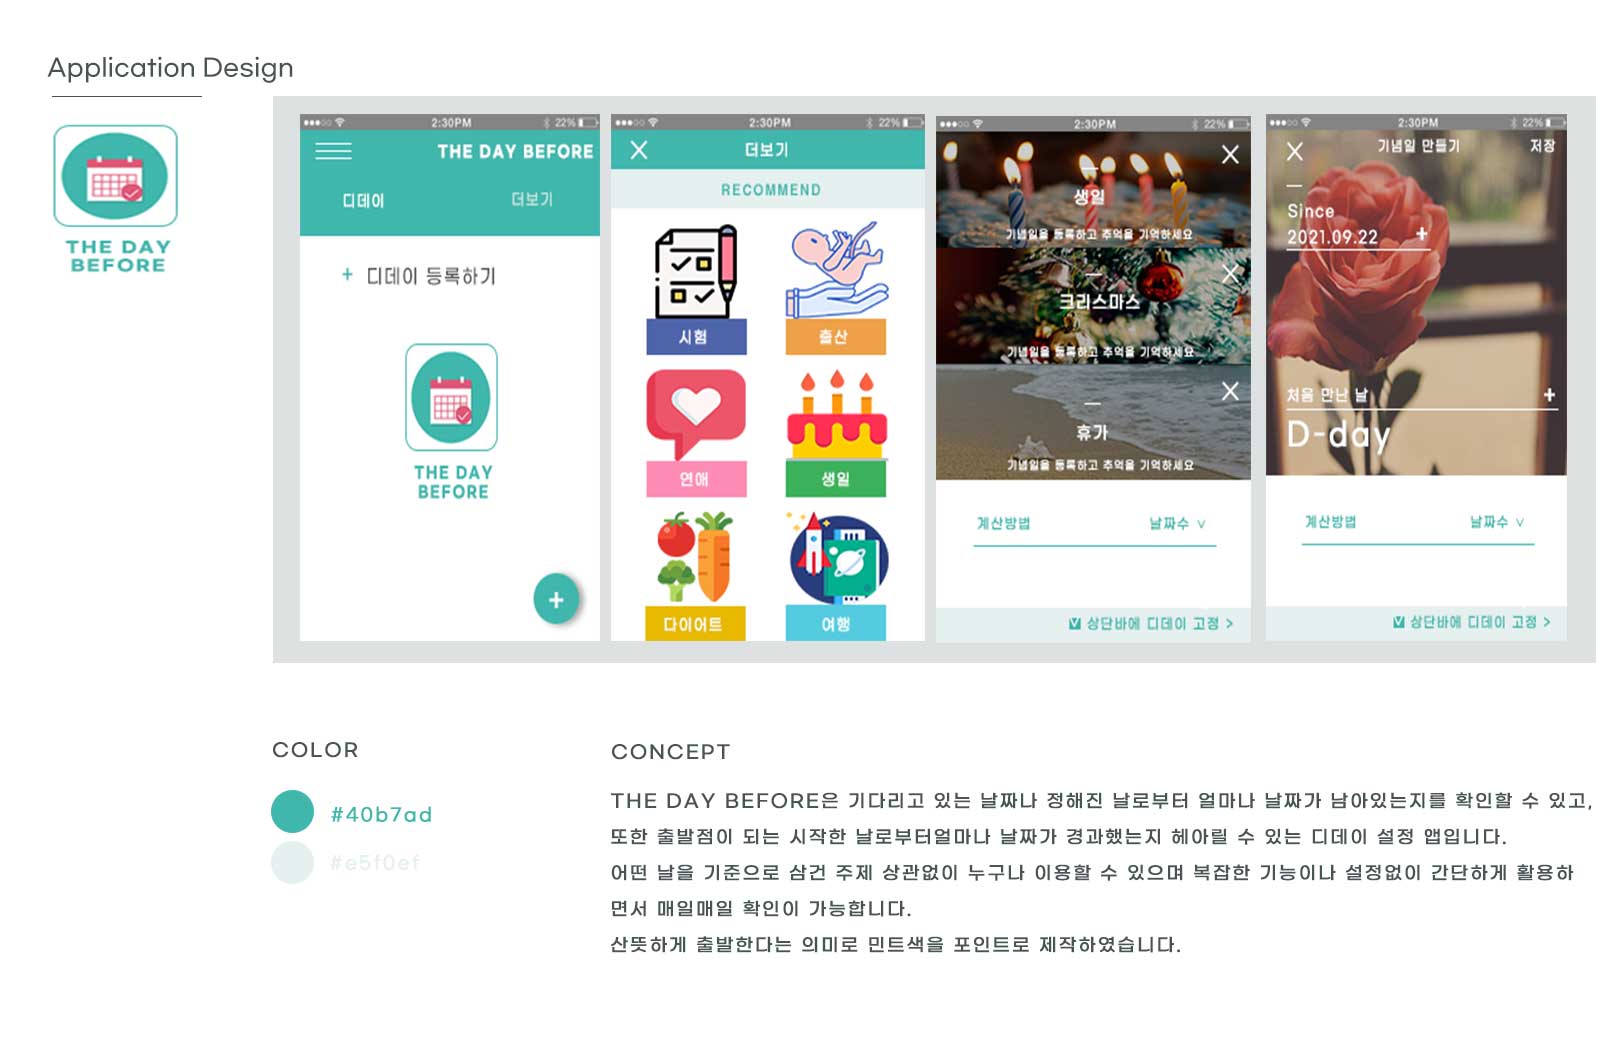 Application Design
THE DAY
BEFORE
2:30PM
22%
THE DAY BEFORE
디데이
더보기
+ 디데이 등록하기
THE DAY
BEFORE
+
2:30PM
22%
X
더보기
RECOMMEND
시험
출산
연애
생일
다이어트
여행
2:30PM
22%
X
생일
기념일을 등록하고 추억을 기억하세요
X
크리스마스
기념일을 등록하고 추억을 기억하세요
X
휴가
기념일을 등록하고 추억을 기억하세요
계산방법
날짜수 ∨
상단바에 디데이 고정 >
2:30PM
22%
X
기념일 만들기
저장
Since
2021.09.22 +
처음 만난 날 +
D-day
계산방법
날짜수 ∨
상단바에 디데이 고정 >
COLOR
#40b7ad
#e5f0ef
CONCEPT
THE DAY BEFORE은 기다리고 있는 날짜나 정해진 날로부터 얼마나 날짜가 남아있는지를 확인할 수 있고,
또한 출발점이 되는 시작한 날로부터얼마나 날짜가 경과했는지 헤아릴 수 있는 디데이 설정 앱입니다.
어떤 날을 기준으로 삼건 주제 상관없이 누구나 이용할 수 있으며 복잡한 기능이나 설정없이 간단하게 활용하
면서 매일매일 확인이 가능합니다.
산뜻하게 출발한다는 의미로 민트색을 포인트로 제작하였습니다.